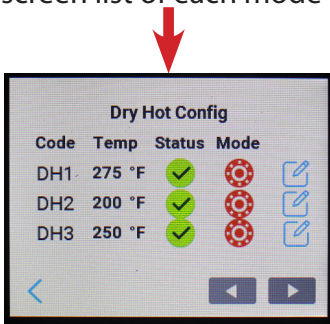 screen list of each mode
Dry Hot Config
Code Temp Status Mode
DH1 275 °F
DH2 200 °F
DH3 250 °F